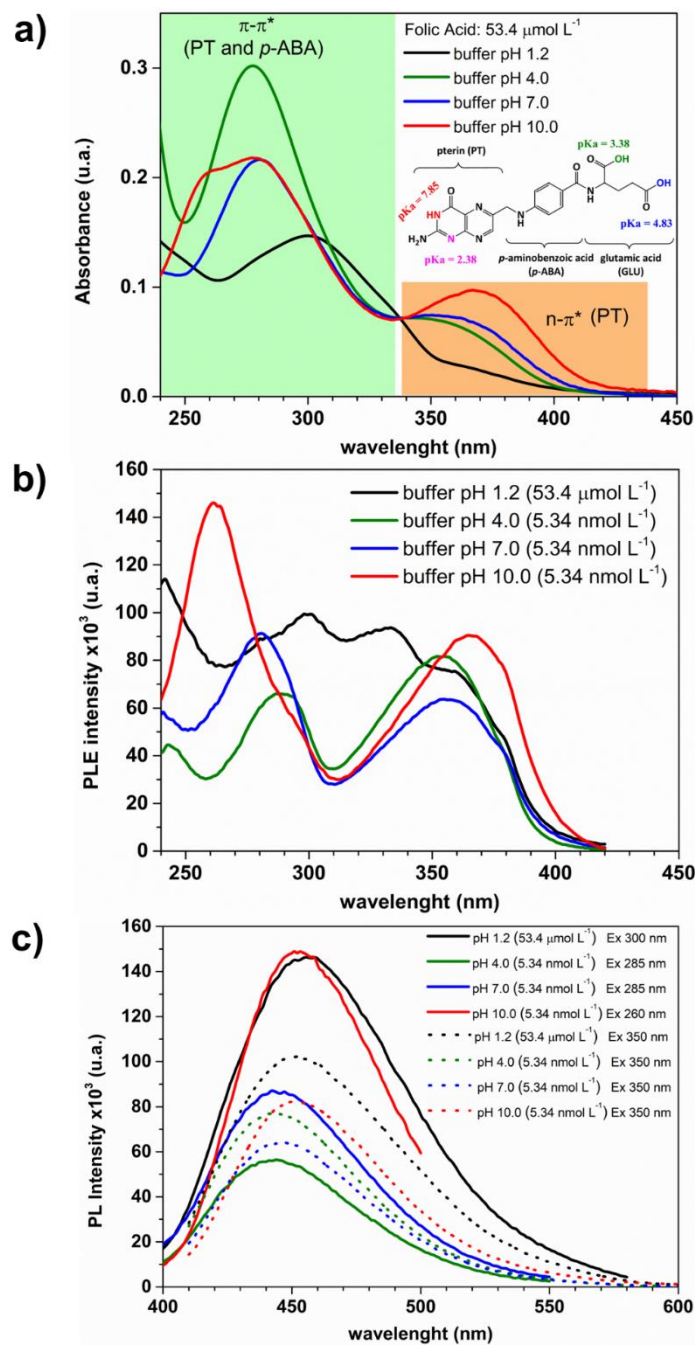 a)
π-π*
(PT and p-ABA)
Folic Acid: 53.4 μmol L⁻¹
buffer pH 1.2
buffer pH 4.0
buffer pH 7.0
buffer pH 10.0
pKa = 3.38
pterin (PT)
pKa = 7.85
O
OH
O
O
N
H
OH
O
HN
N
H
N
H₂N
N
N
pKa = 4.83
pKa = 2.38
p-aminobenzoic acid
(p-ABA)
glutamic acid
(GLU)
n-π* (PT)
Absorbance (u.a.)
0.3
0.2
0.1
0.0
250 300 350 400 450
wavelenght (nm)
b)
buffer pH 1.2 (53.4 μmol L⁻¹)
buffer pH 4.0 (5.34 nmol L⁻¹)
buffer pH 7.0 (5.34 nmol L⁻¹)
buffer pH 10.0 (5.34 nmol L⁻¹)
PLE intensity x10³ (u.a.)
160
140
120
100
80
60
40
20
0
250 300 350 400 450
wavelenght (nm)
c)
pH 1.2 (53.4 μmol L⁻¹) Ex 300 nm
pH 4.0 (5.34 nmol L⁻¹) Ex 285 nm
pH 7.0 (5.34 nmol L⁻¹) Ex 285 nm
pH 10.0 (5.34 nmol L⁻¹) Ex 260 nm
pH 1.2 (53.4 μmol L⁻¹) Ex 350 nm
pH 4.0 (5.34 nmol L⁻¹) Ex 350 nm
pH 7.0 (5.34 nmol L⁻¹) Ex 350 nm
pH 10.0 (5.34 nmol L⁻¹) Ex 350 nm
PL Intensity x10³ (u.a.)
160
140
120
100
80
60
40
20
0
400 450 500 550 600
wavelenght (nm)